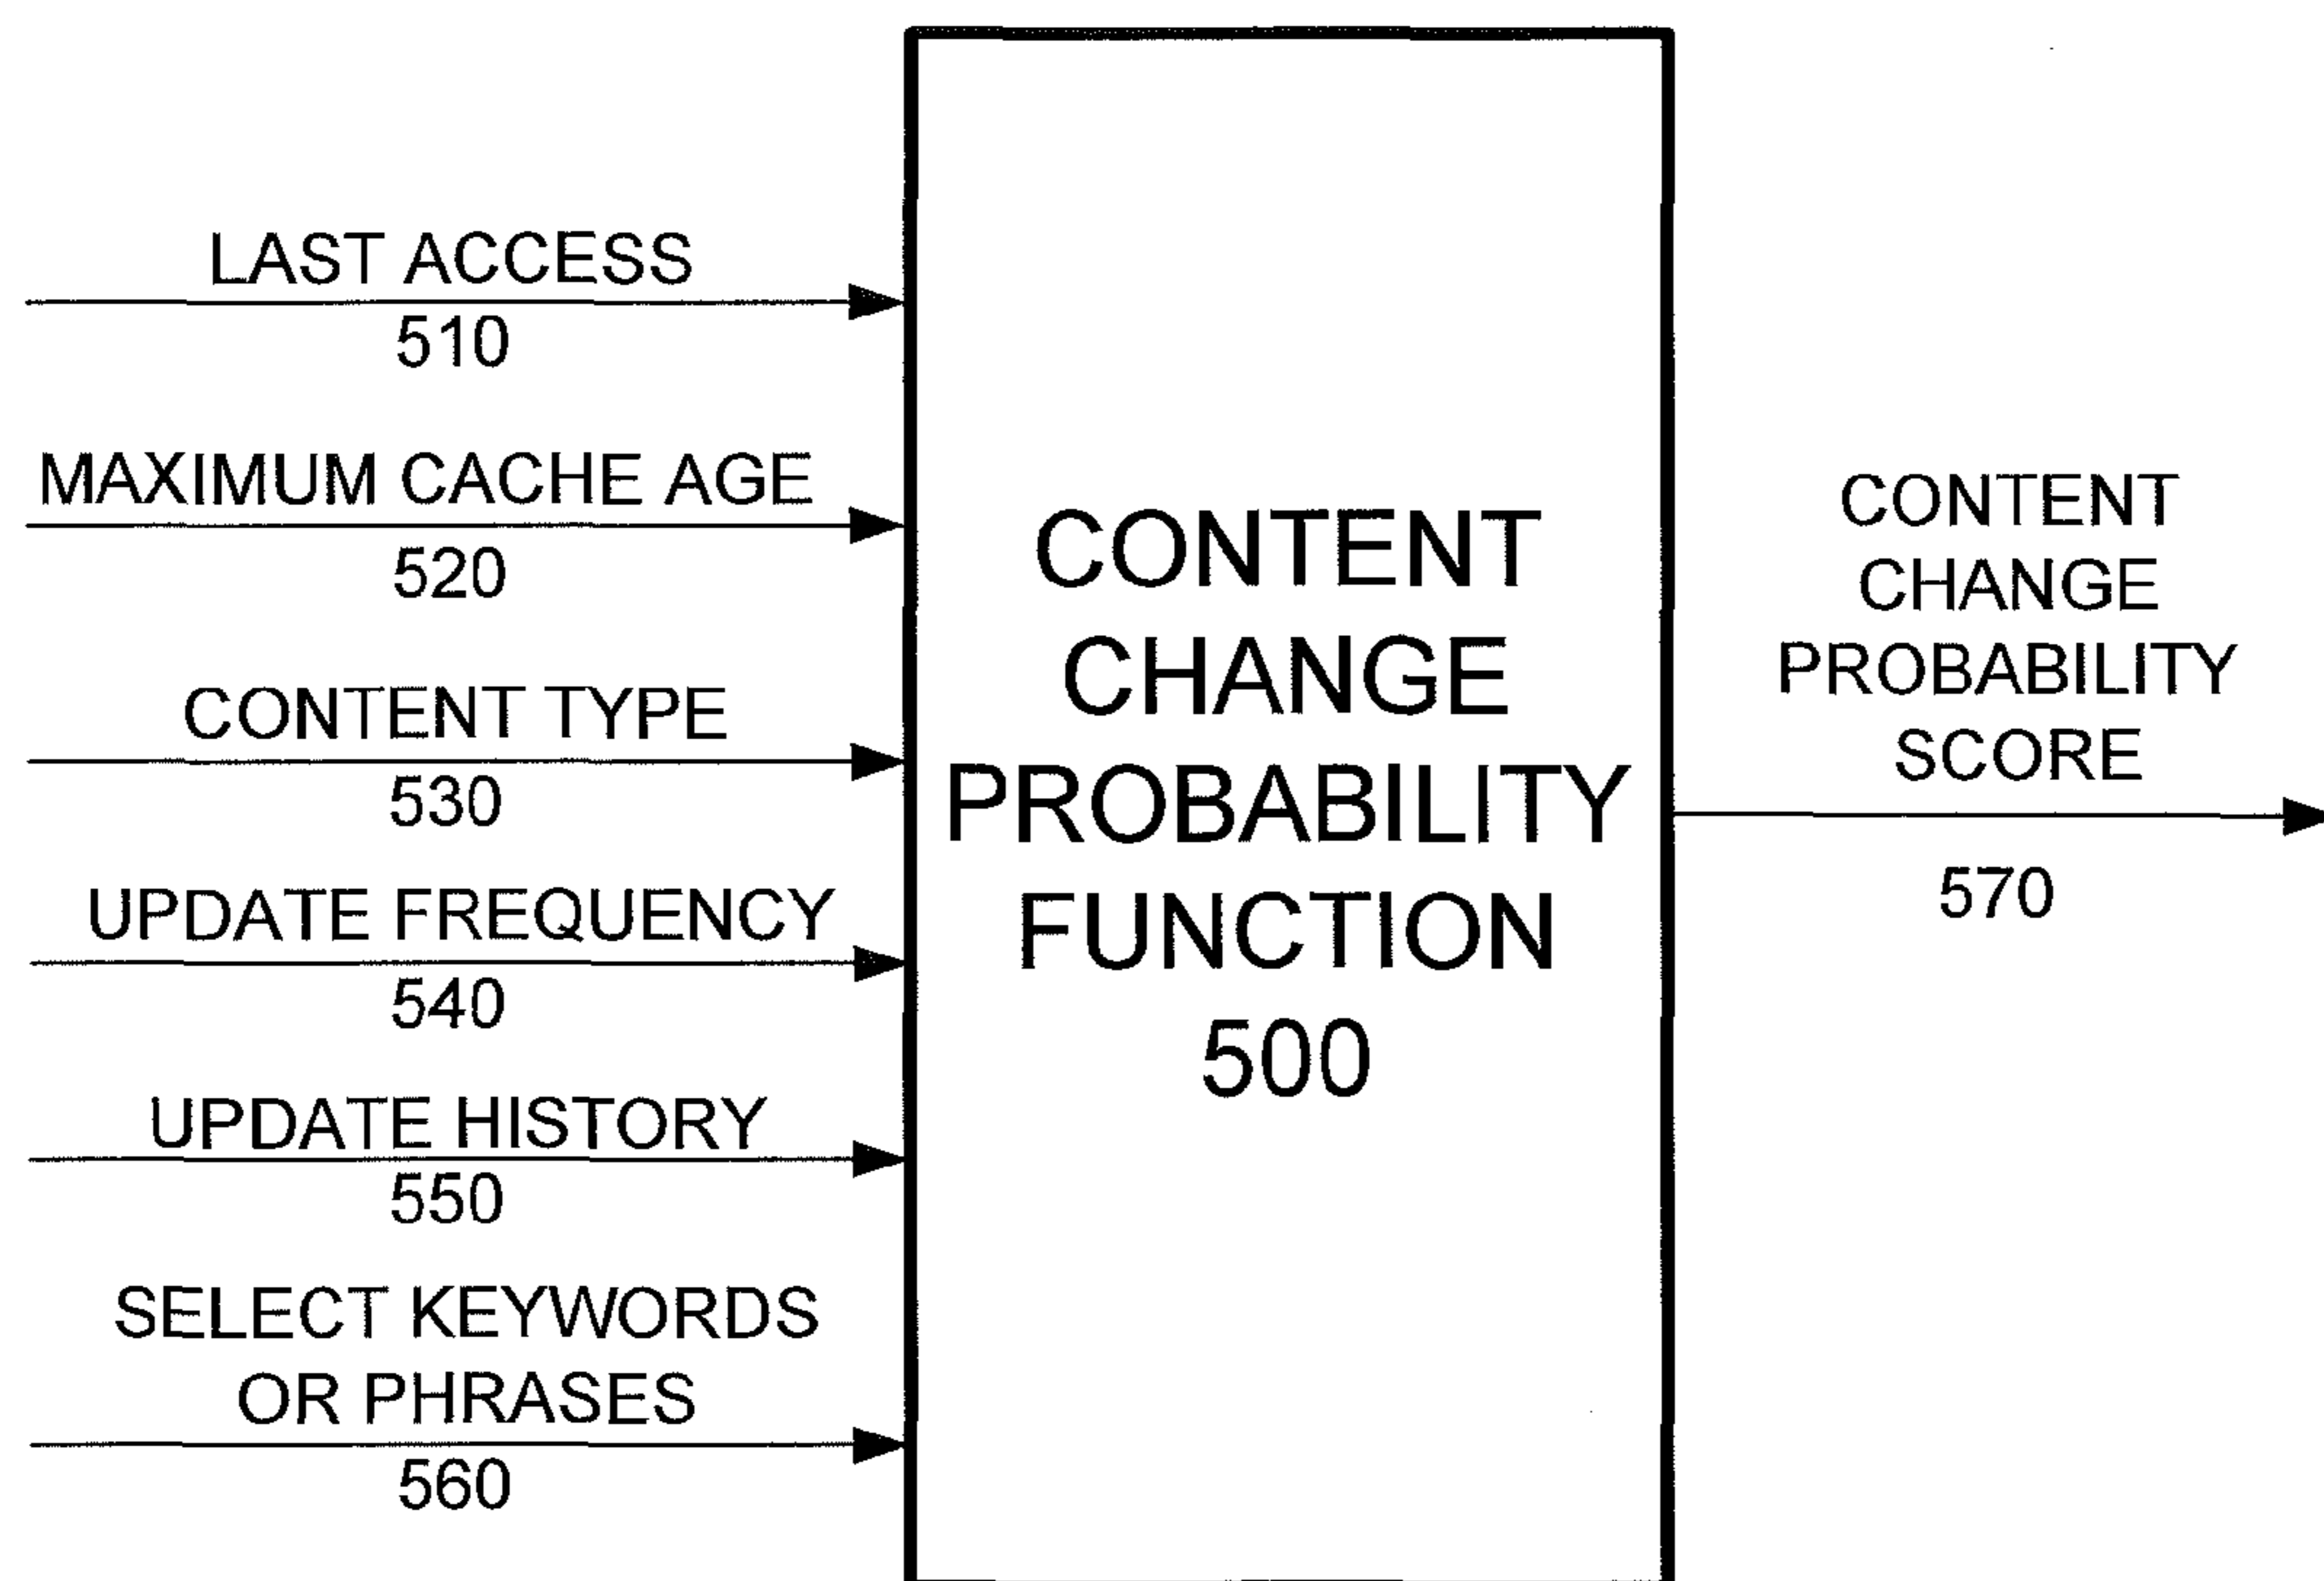 LAST ACCESS
510
MAXIMUM CACHE AGE
520
CONTENT TYPE
530
UPDATE FREQUENCY
540
UPDATE HISTORY
550
SELECT KEYWORDS
OR PHRASES
560
CONTENT
CHANGE
PROBABILITY
FUNCTION
500
CONTENT
CHANGE
PROBABILITY
SCORE
570